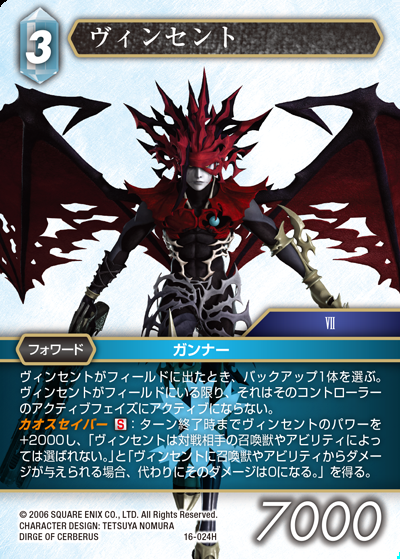 3
ヴィンセント
VII
フォワード
ガンナー
ヴィンセントがフィールドに出たとき、バックアップ1体を選ぶ。
ヴィンセントがフィールドにいる限り、それはそのコントローラー
のアクティブフェイズにアクティブにならない。
カオスセイバー S：ターン終了時までヴィンセントのパワーを
+2000し、「ヴィンセントは対戦相手の召喚獣やアビリティによっ
ては選ばれない。」と「ヴィンセントに召喚獣やアビリティからダメー
ジが与えられる場合、代わりにそのダメージは0になる。」を得る。
© 2006 SQUARE ENIX CO., LTD. All Rights Reserved.
CHARACTER DESIGN: TETSUYA NOMURA
DIRGE OF CERBERUS
16-024H
7000